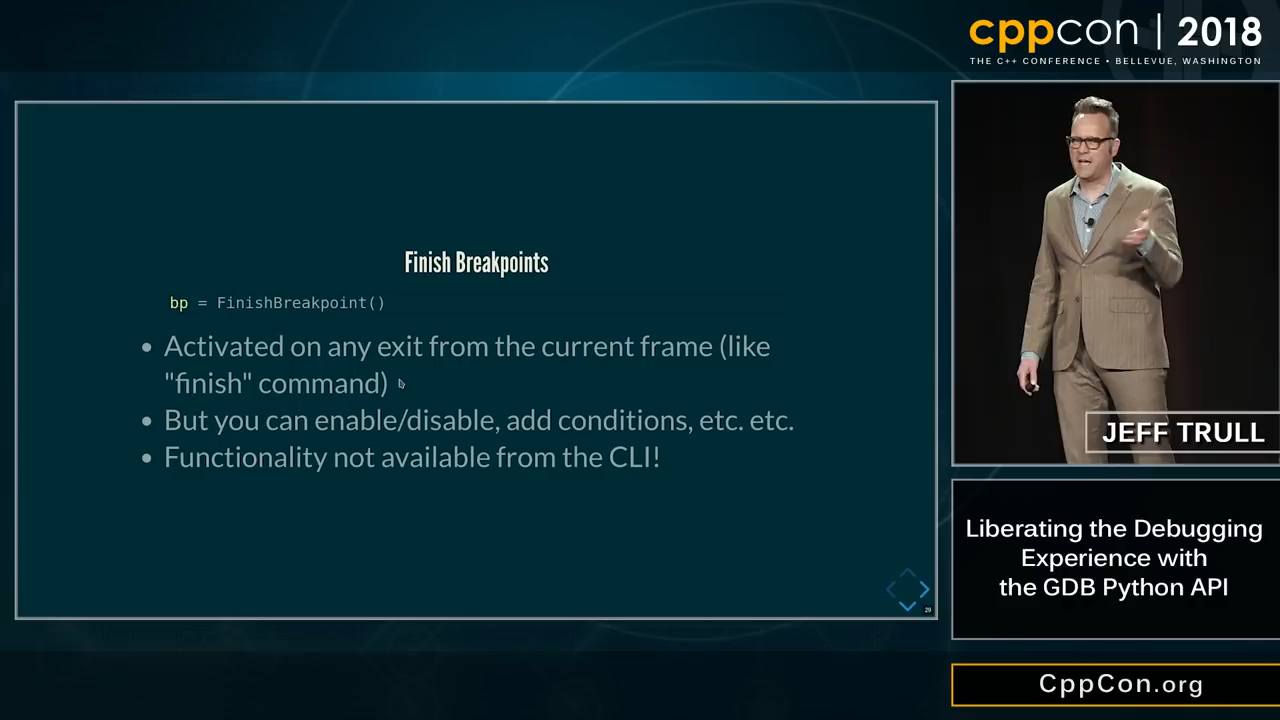 cppcon | 2018
THE C++ CONFERENCE • BELLEVUE, WASHINGTON
Finish Breakpoints
bp = FinishBreakpoint()
• Activated on any exit from the current frame (like
"finish" command)
• But you can enable/disable, add conditions, etc. etc.
• Functionality not available from the CLI!
29
JEFF TRULL
Liberating the Debugging
Experience with
the GDB Python API
CppCon.org